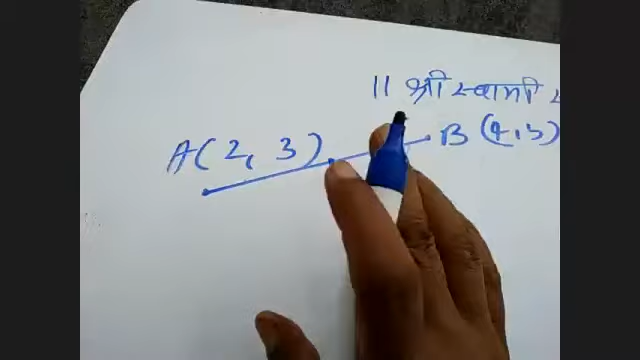 ॥ श्री स्वामी
A(2, 3)
B(4,5)